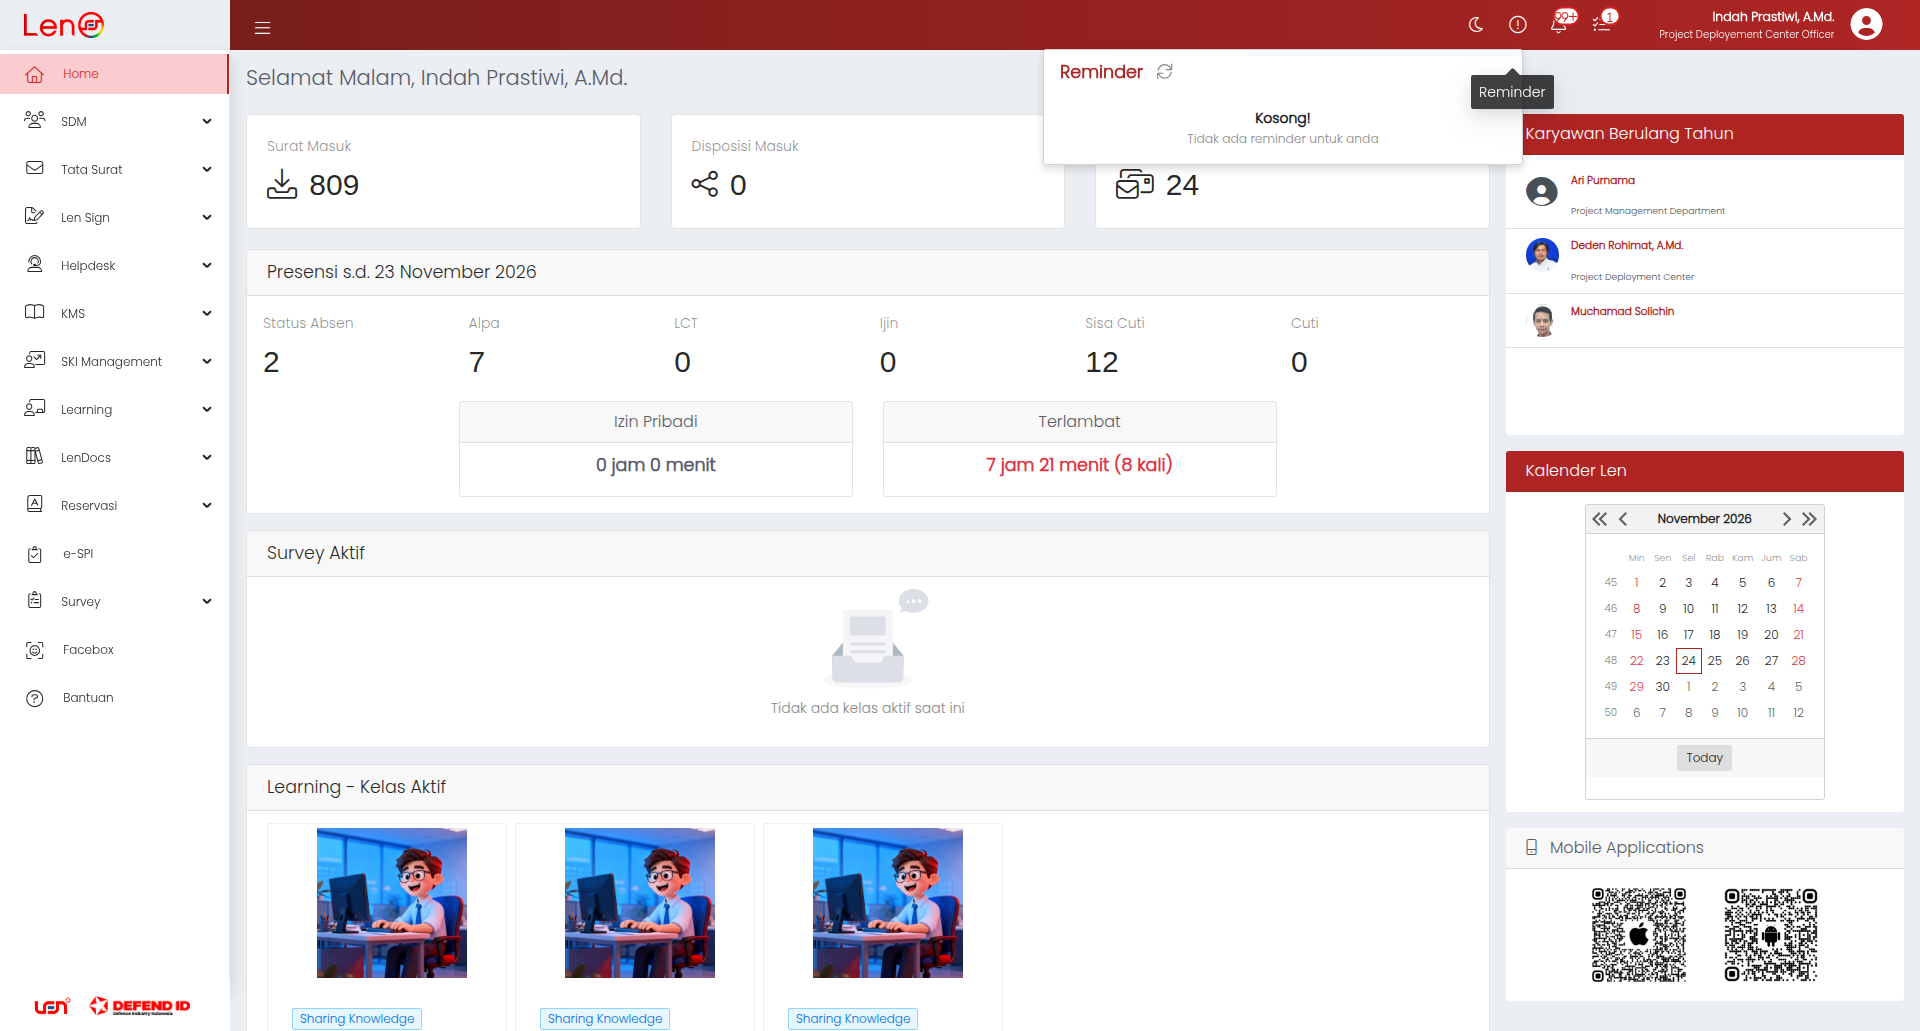 Len
99+
1
Indah Prastiwi, A.Md.
Project Deployement Center Officer
Home
SDM
Tata Surat
Len Sign
Helpdesk
KMS
SKI Management
Learning
LenDocs
Reservasi
e-SPI
Survey
Facebox
Bantuan
Len
DEFEND ID
Defence Industry Indonesia
Selamat Malam, Indah Prastiwi, A.Md.
Reminder
Kosong!
Tidak ada reminder untuk anda
Reminder
Surat Masuk
809
Disposisi Masuk
0
24
Presensi s.d. 23 November 2026
Status Absen Alpa LCT Ijin Sisa Cuti Cuti
2 7 0 0 12 0
Izin Pribadi
0 jam 0 menit
Terlambat
7 jam 21 menit (8 kali)
Survey Aktif
Tidak ada kelas aktif saat ini
Learning - Kelas Aktif
Sharing Knowledge
Sharing Knowledge
Sharing Knowledge
Karyawan Berulang Tahun
Ari Purnama
Project Management Department
Deden Rohimat, A.Md.
Project Deployment Center
Muchamad Solichin
Kalender Len
November 2026
Min Sen Sel Rab Kam Jum Sab
45 1 2 3 4 5 6 7
46 8 9 10 11 12 13 14
47 15 16 17 18 19 20 21
48 22 23 24 25 26 27 28
49 29 30 1 2 3 4 5
50 6 7 8 9 10 11 12
Today
Mobile Applications